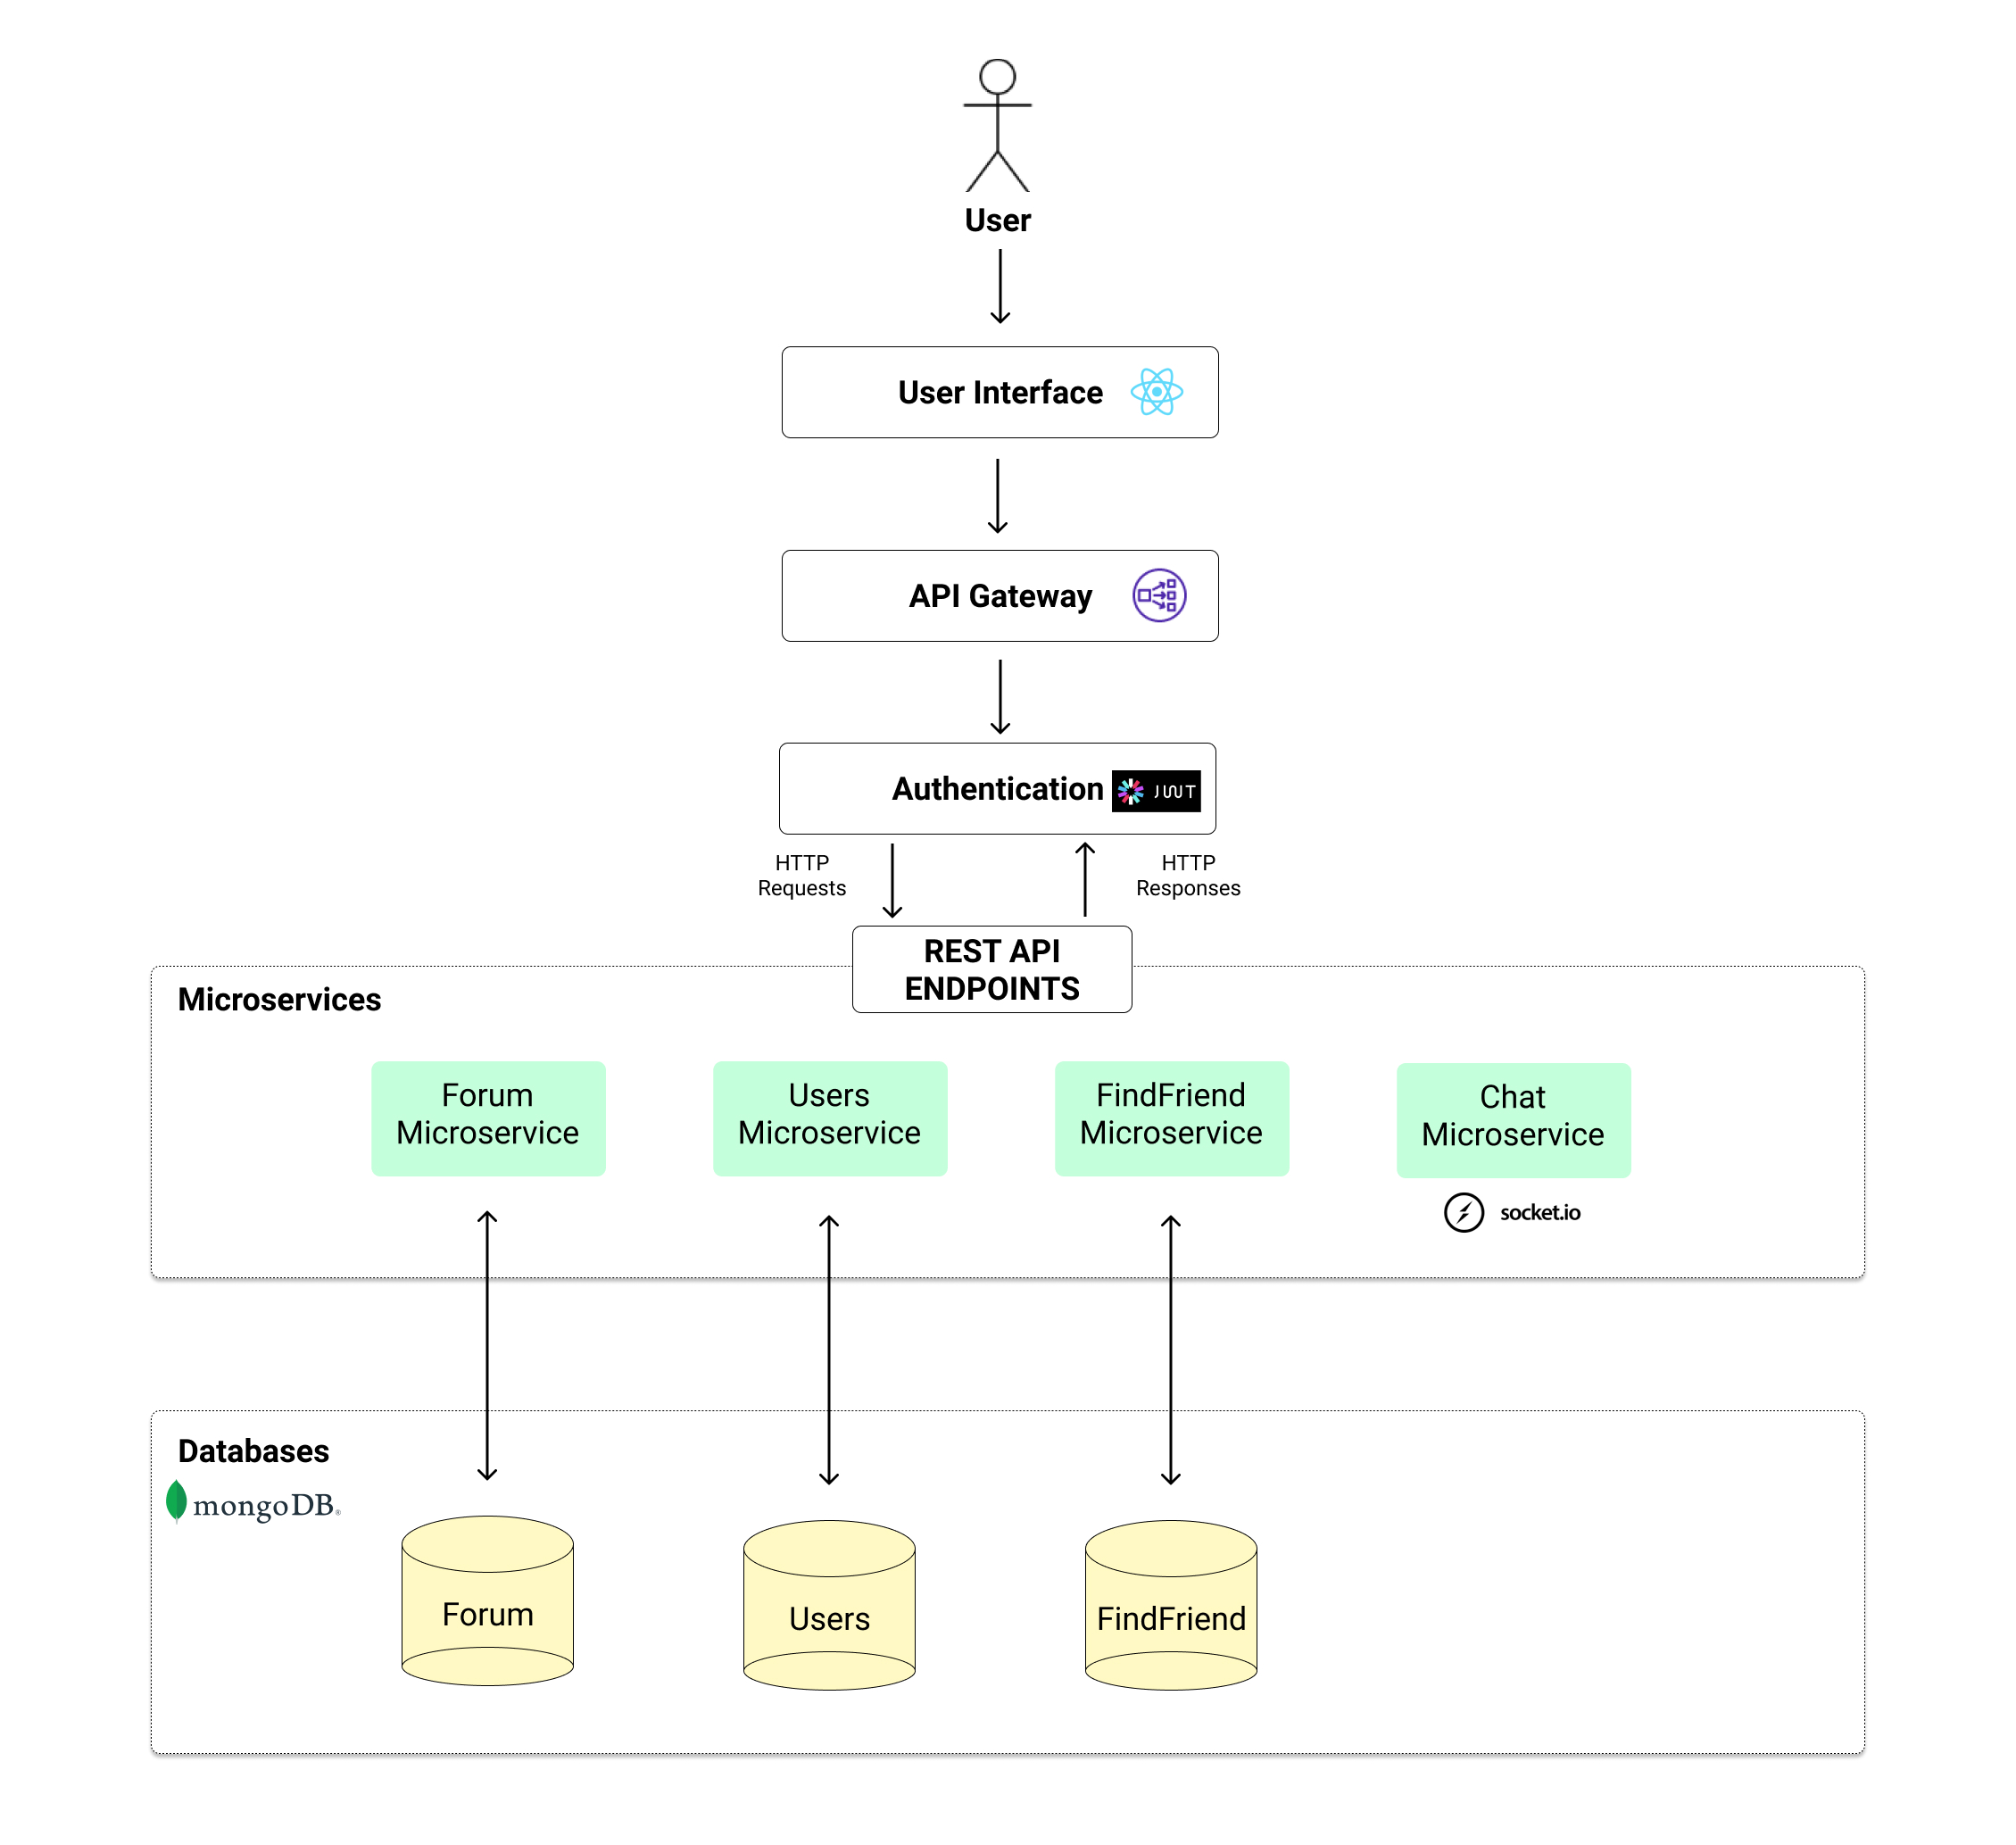 User
User Interface
API Gateway
Authentication
JWT
HTTP
Requests
HTTP
Responses
REST API
ENDPOINTS
Microservices
Forum
Microservice
Users
Microservice
FindFriend
Microservice
Chat
Microservice
socket.io
Databases
mongoDB®
Forum
Users
FindFriend